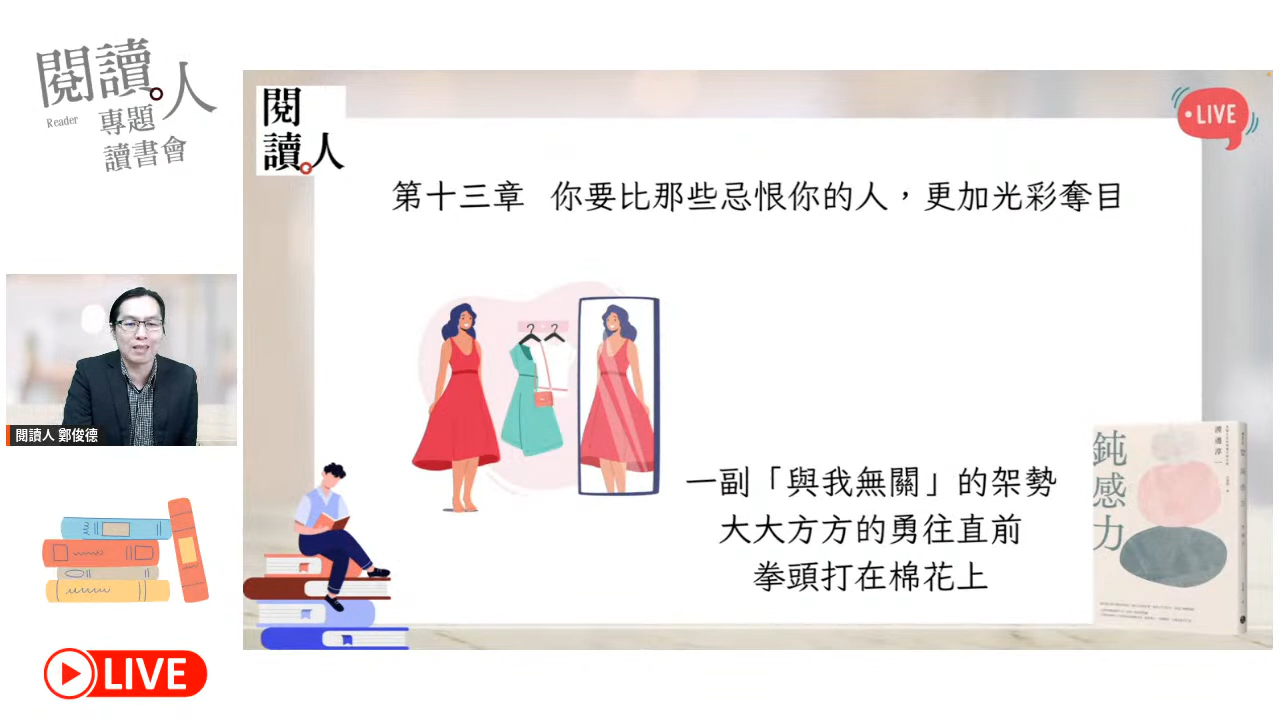 閱讀。人
Reader
專題
讀書會
閱讀人 鄭俊德
LIVE
閱
讀。人
LIVE
第十三章 你要比那些忌恨你的人，更加光彩奪目
一副「與我無關」的架勢
大大方方的勇往直前
拳頭打在棉花上
鈍感力
渡邊淳一